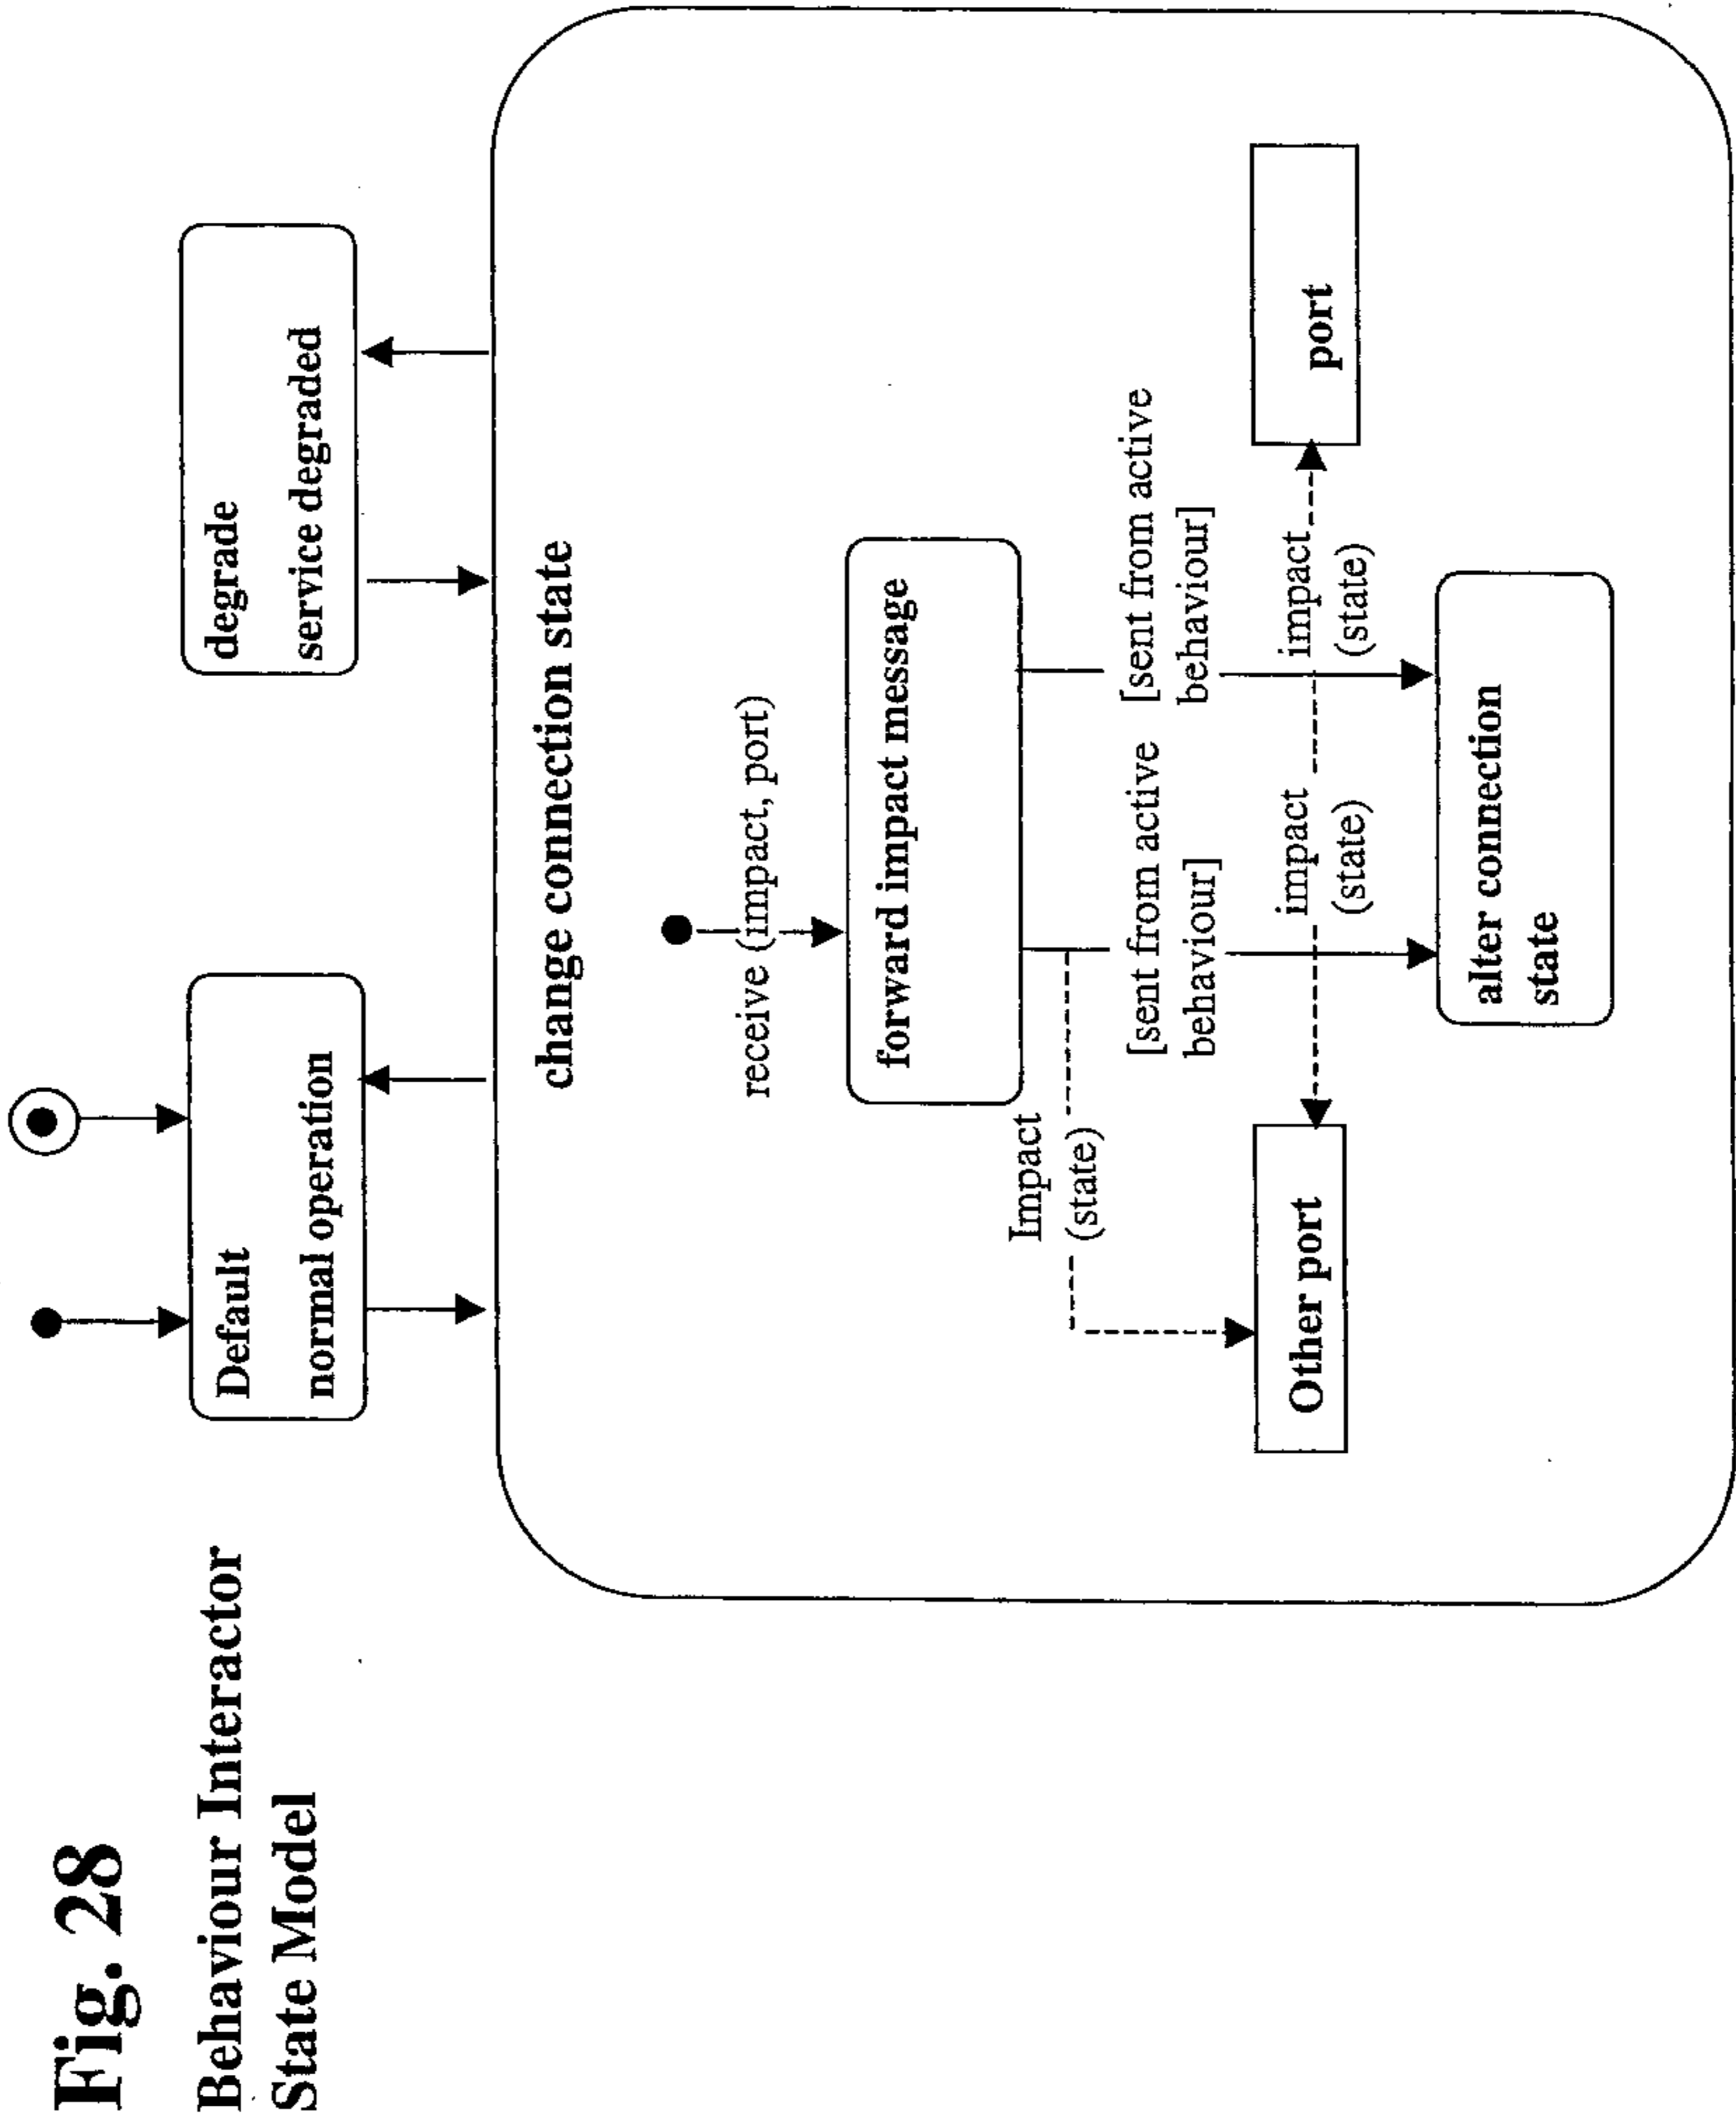 Fig. 28
Behaviour Interactor
State Model
Default
normal operation
degrade
service degraded
change connection state
receive (impact, port)
forward impact message
Impact
(state)
[sent from active
behaviour]
[sent from active
behaviour]
impact
(state)
impact
(state)
Other port
port
alter connection
state